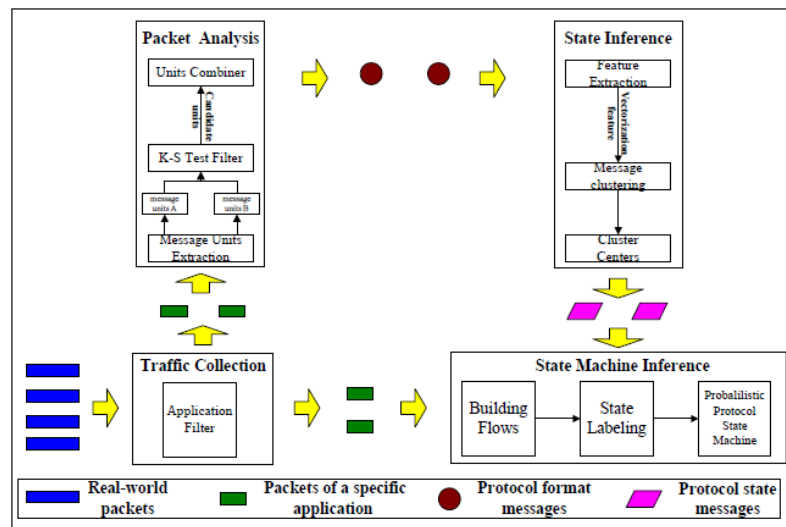 Packet Analysis
Units Combiner
Candidate
units
K-S Test Filter
message
units A
message
units B
Message Units
Extraction
State Inference
Feature
Extraction
Vectorization
feature
Message
clustering
Cluster
Centers
Traffic Collection
Application
Filter
State Machine Inference
Building
Flows
State
Labeling
Probalilistic
Protocol
State
Machine
Real-world
packets
Packets of a specific
application
Protocol format
messages
Protocol state
messages